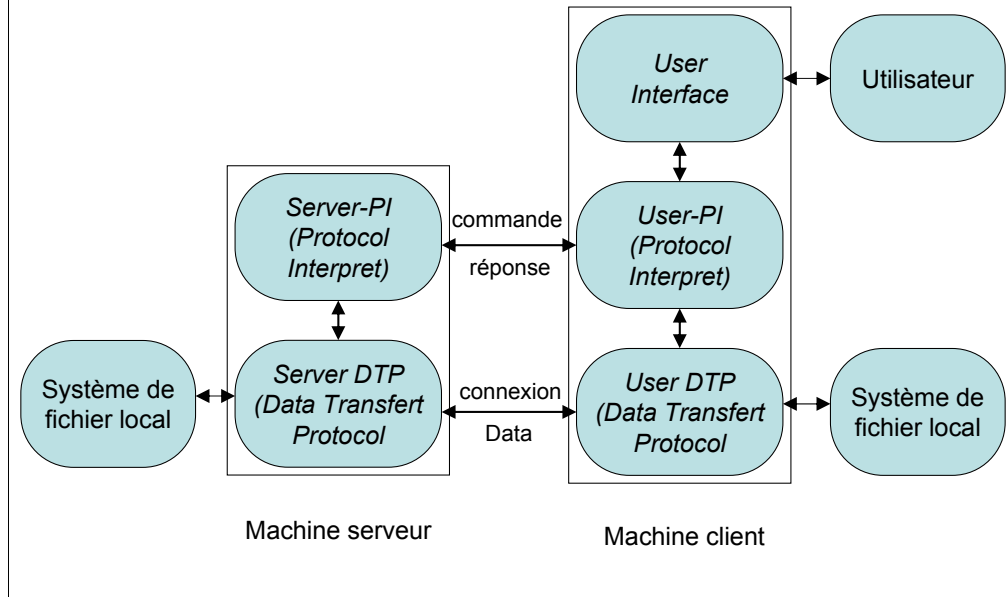 User
Interface
Utilisateur
Server-PI
(Protocol
Interpret)
commande
réponse
User-PI
(Protocol
Interpret)
Système de
fichier local
Server DTP
(Data Transfert
Protocol
connexion
Data
User DTP
(Data Transfert
Protocol
Système de
fichier local
Machine serveur
Machine client